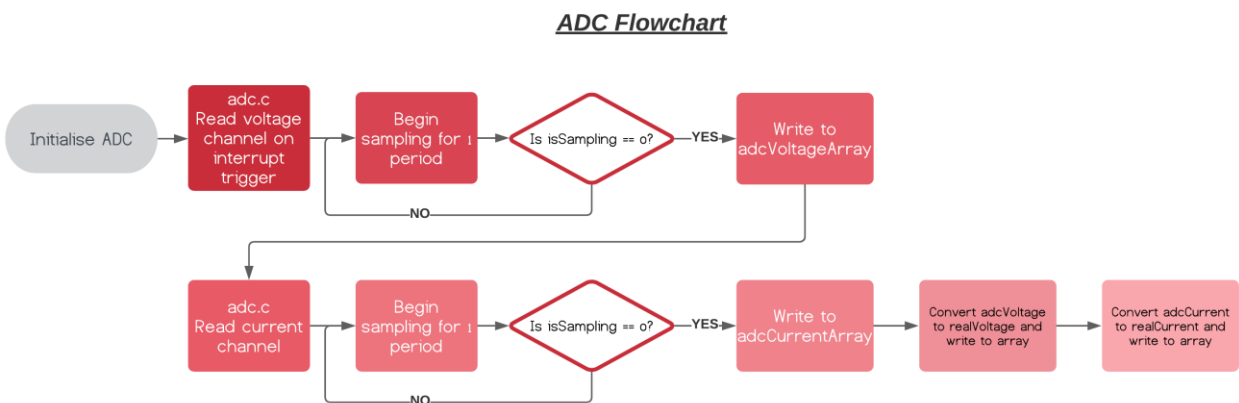 ADC Flowchart
Initialise ADC
adc.c
Read voltage
channel on
interrupt
trigger
Begin
sampling for 1
period
Is isSampling == 0?
YES
Write to
adcVoltageArray
NO
adc.c
Read current
channel
Begin
sampling for 1
period
Is isSampling == 0?
YES
Write to
adcCurrentArray
Convert adcVoltage
to realVoltage and
write to array
Convert adcCurrent
to realCurrent and
write to array
NO